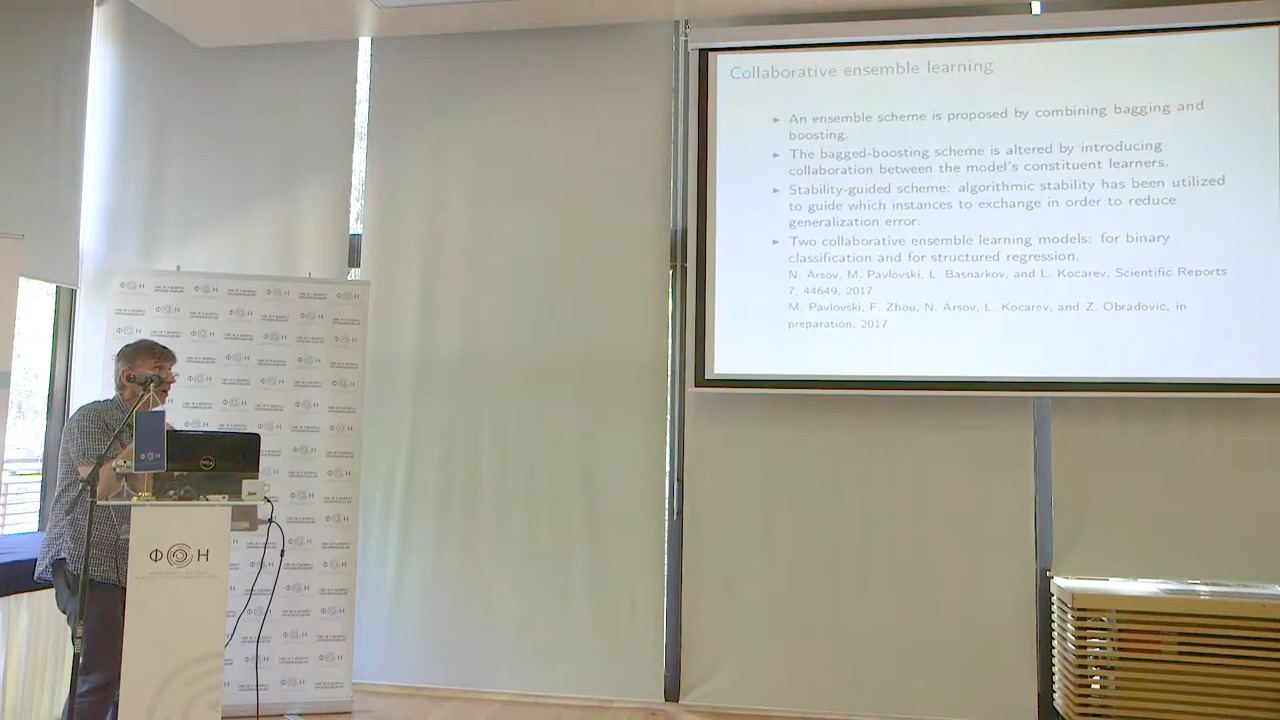 Collaborative ensemble learning
► An ensemble scheme is proposed by combining bagging and
boosting.
► The bagged-boosting scheme is altered by introducing
collaboration between the model's constituent learners.
► Stability-guided scheme: algorithmic stability has been utilized
to guide which instances to exchange in order to reduce
generalization error.
► Two collaborative ensemble learning models: for binary
classification and for structured regression.
N. Arsov, M. Pavlovski, L. Basnarkov, and L. Kocarev, Scientific Reports
7, 44649, 2017
M. Pavlovski, F. Zhou, N. Arsov, L. Kocarev, and Z. Obradovic, in
preparation, 2017
ФОН
DELL